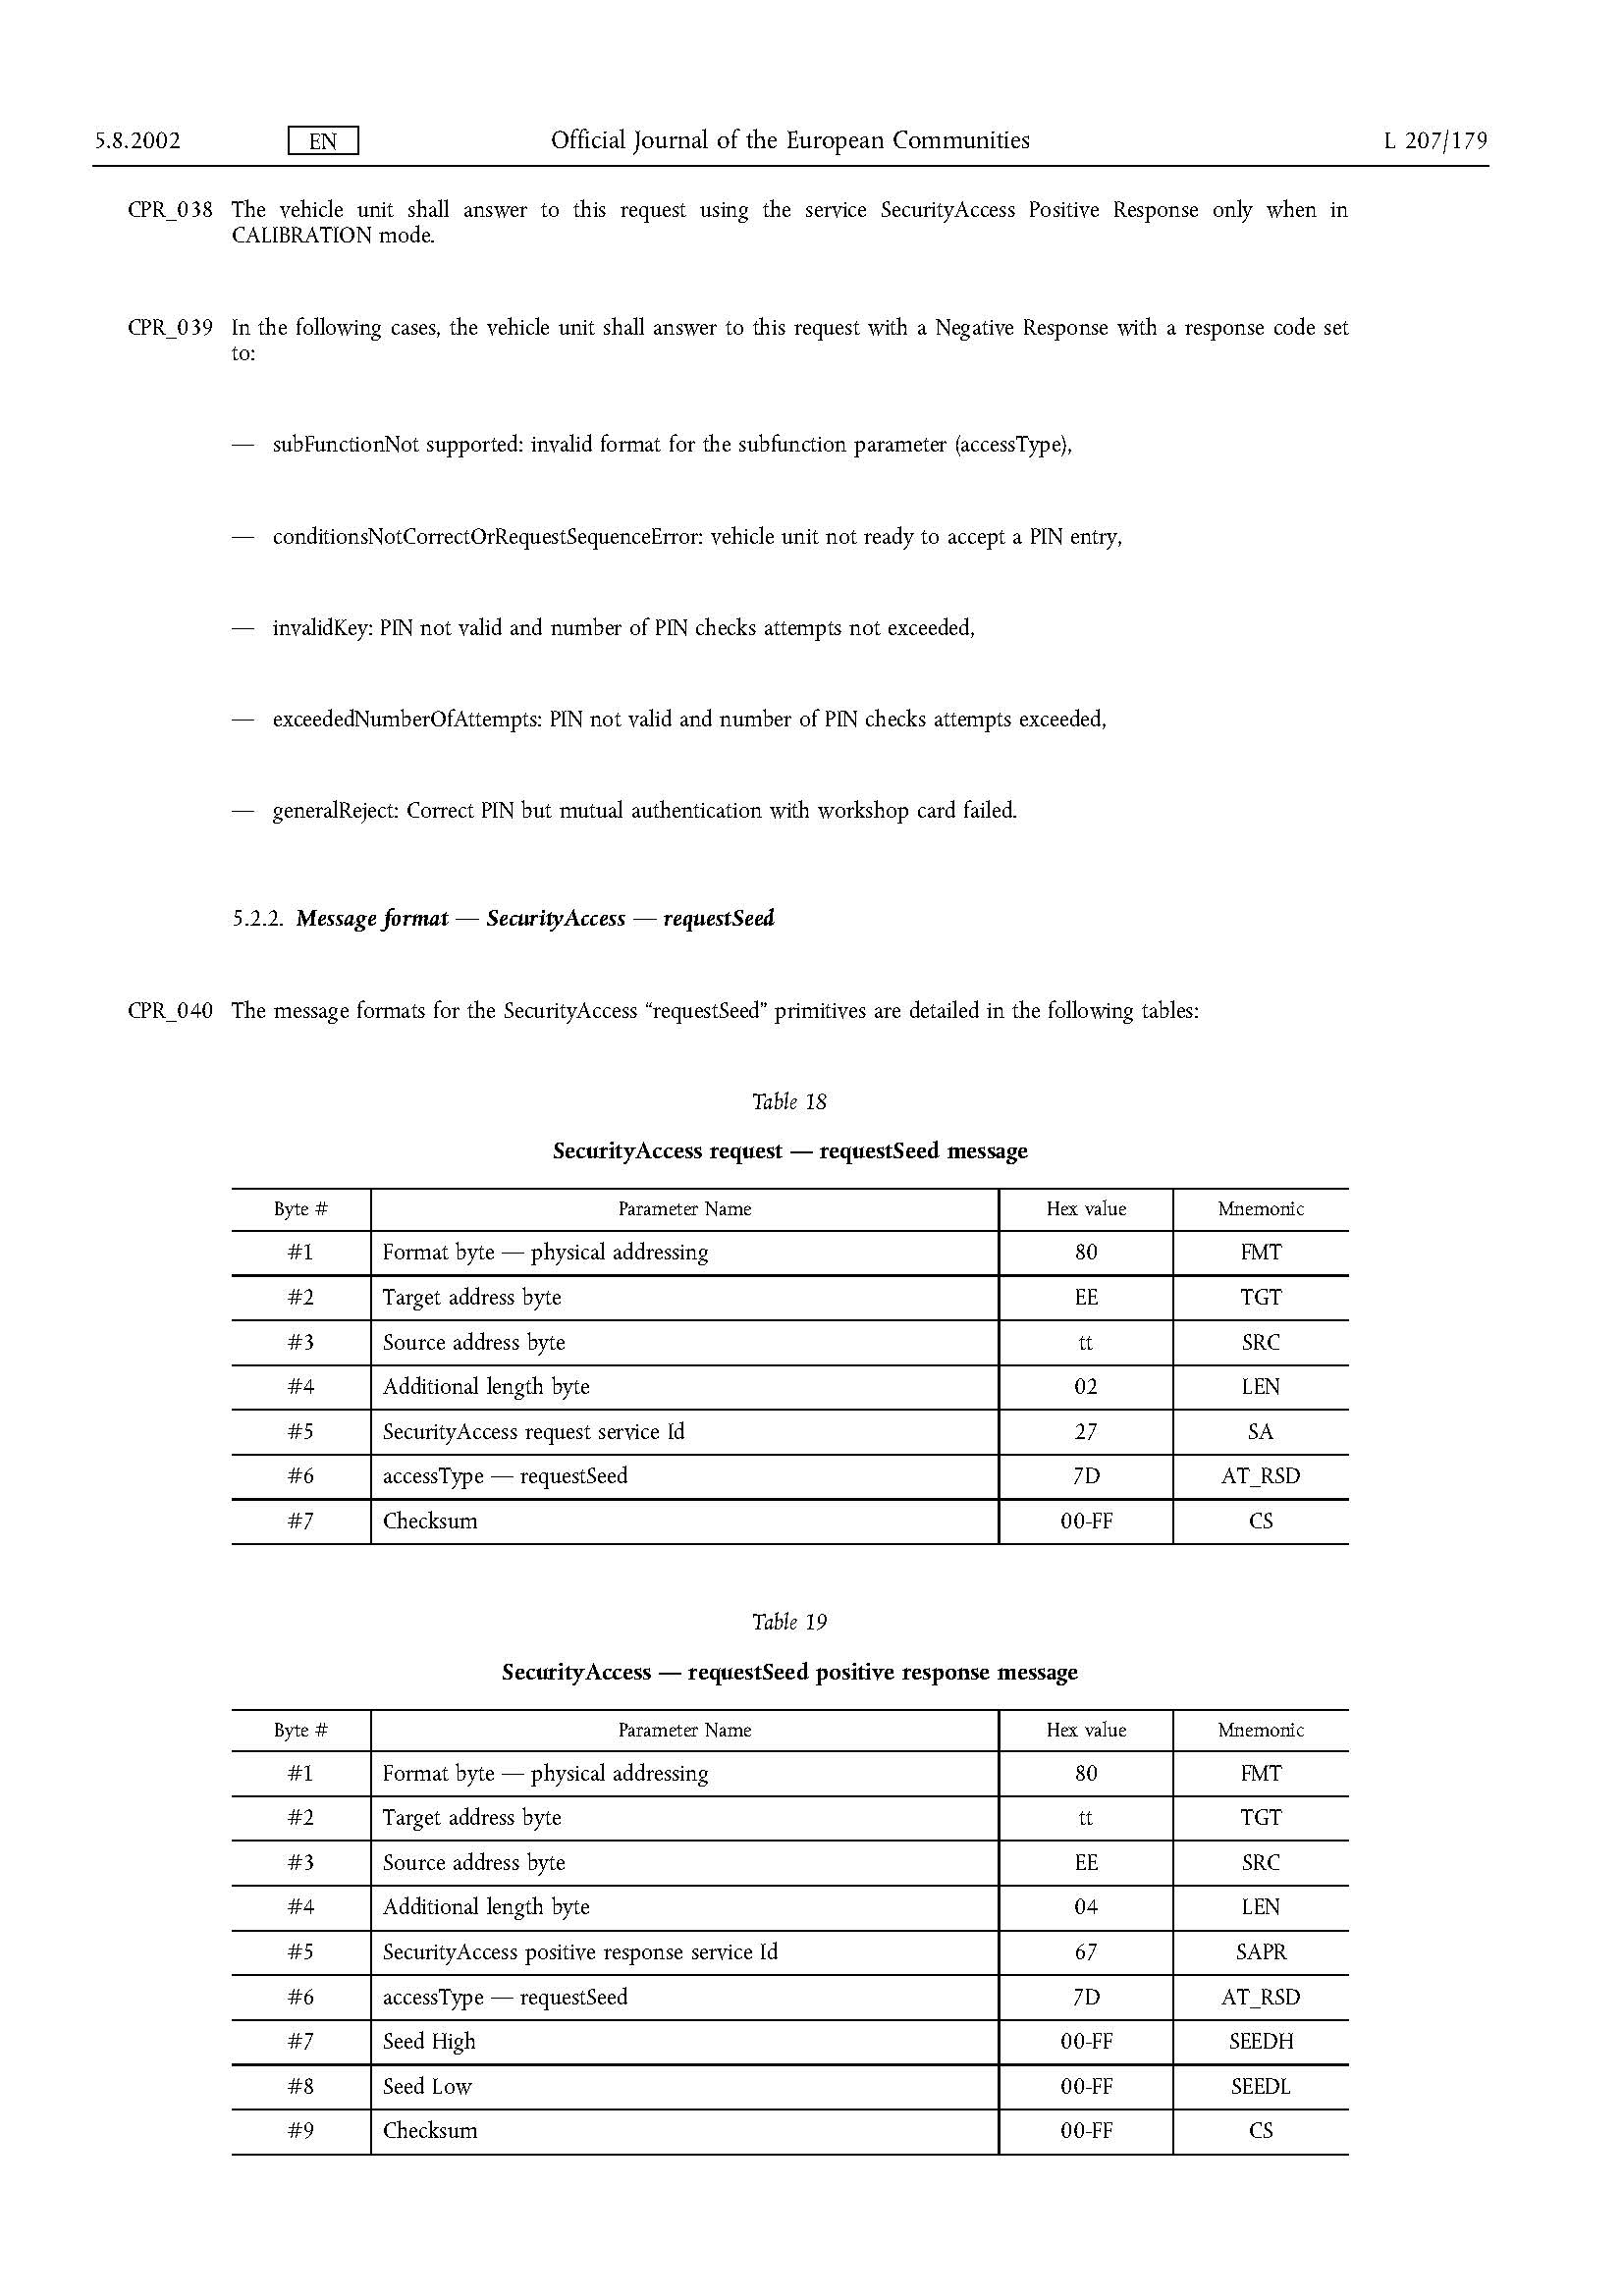 5.8.2002 EN Official Journal of the European Communities L 207/179
CPR_038 The vehicle unit shall answer to this request using the service SecurityAccess Positive Response only when in
CALIBRATION mode.
CPR_039 In the following cases, the vehicle unit shall answer to this request with a Negative Response with a response code set
to:
— subFunctionNot supported: invalid format for the subfunction parameter (accessType),
— conditionsNotCorrectOrRequestSequenceError: vehicle unit not ready to accept a PIN entry,
— invalidKey: PIN not valid and number of PIN checks attempts not exceeded,
— exceededNumberOfAttempts: PIN not valid and number of PIN checks attempts exceeded,
— generalReject: Correct PIN but mutual authentication with workshop card failed.
5.2.2. Message format — SecurityAccess — requestSeed
CPR_040 The message formats for the SecurityAccess “requestSeed” primitives are detailed in the following tables:
Table 18
SecurityAccess request — requestSeed message
Byte # Parameter Name Hex value Mnemonic
#1 Format byte — physical addressing 80 FMT
#2 Target address byte EE TGT
#3 Source address byte tt SRC
#4 Additional length byte 02 LEN
#5 SecurityAccess request service Id 27 SA
#6 accessType — requestSeed 7D AT_RSD
#7 Checksum 00-FF CS
Table 19
SecurityAccess — requestSeed positive response message
Byte # Parameter Name Hex value Mnemonic
#1 Format byte — physical addressing 80 FMT
#2 Target address byte tt TGT
#3 Source address byte EE SRC
#4 Additional length byte 04 LEN
#5 SecurityAccess positive response service Id 67 SAPR
#6 accessType — requestSeed 7D AT_RSD
#7 Seed High 00-FF SEEDH
#8 Seed Low 00-FF SEEDL
#9 Checksum 00-FF CS